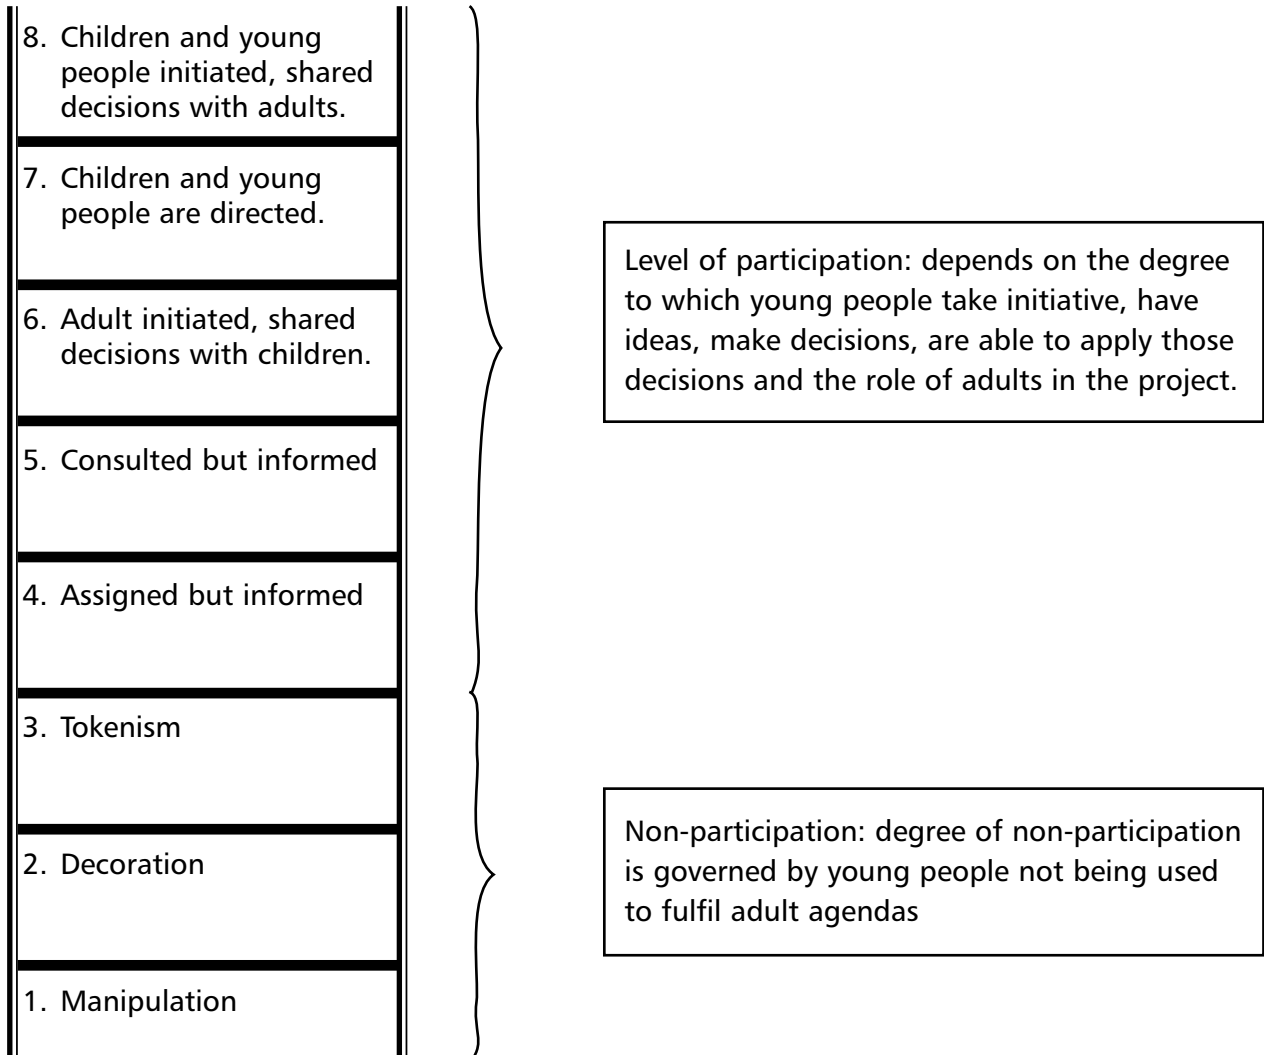 8. Children and young
people initiated, shared
decisions with adults.
7. Children and young
people are directed.
6. Adult initiated, shared
decisions with children.
5. Consulted but informed
4. Assigned but informed
3. Tokenism
2. Decoration
1. Manipulation
Level of participation: depends on the degree
to which young people take initiative, have
ideas, make decisions, are able to apply those
decisions and the role of adults in the project.
Non-participation: degree of non-participation
is governed by young people not being used
to fulfil adult agendas